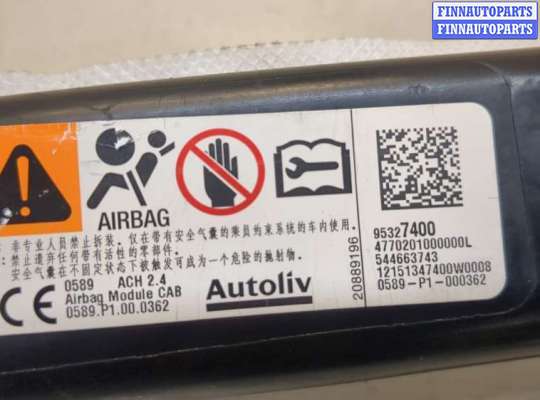 FINNAUTOPARTS
FINNAUTOPARTS
AIRBAG
: 非专业人员禁止拆装。仅在带有安全气囊的乘员约束系统的车内使用.
: 禁止遗弃任何带有活性的零部件.
安全气囊在不固定状态下触动可成为一个危险的抛射物.
CE
0589 ACH 2.4
Airbag Module CAB
0589.P1.00.0362
Autoliv
20889196
95327400
4770201000000L
544663743
12151347400W0008
0589-P1-000362